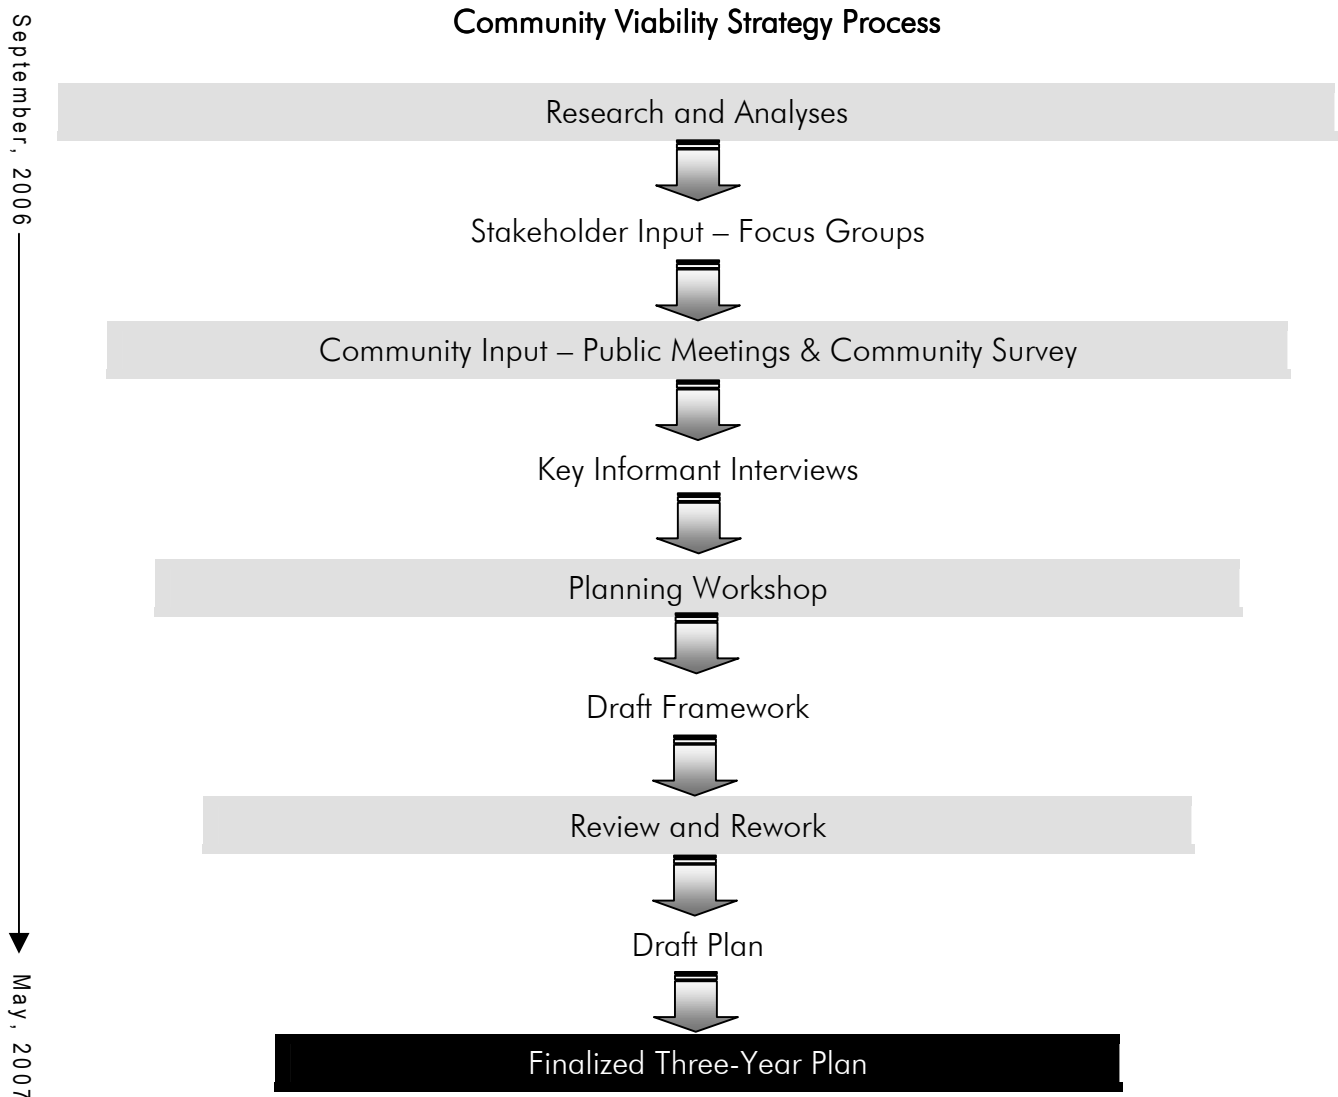 Community Viability Strategy Process
September, 2006
Research and Analyses
Stakeholder Input – Focus Groups
Community Input – Public Meetings & Community Survey
Key Informant Interviews
Planning Workshop
Draft Framework
Review and Rework
Draft Plan
May, 2007
Finalized Three-Year Plan